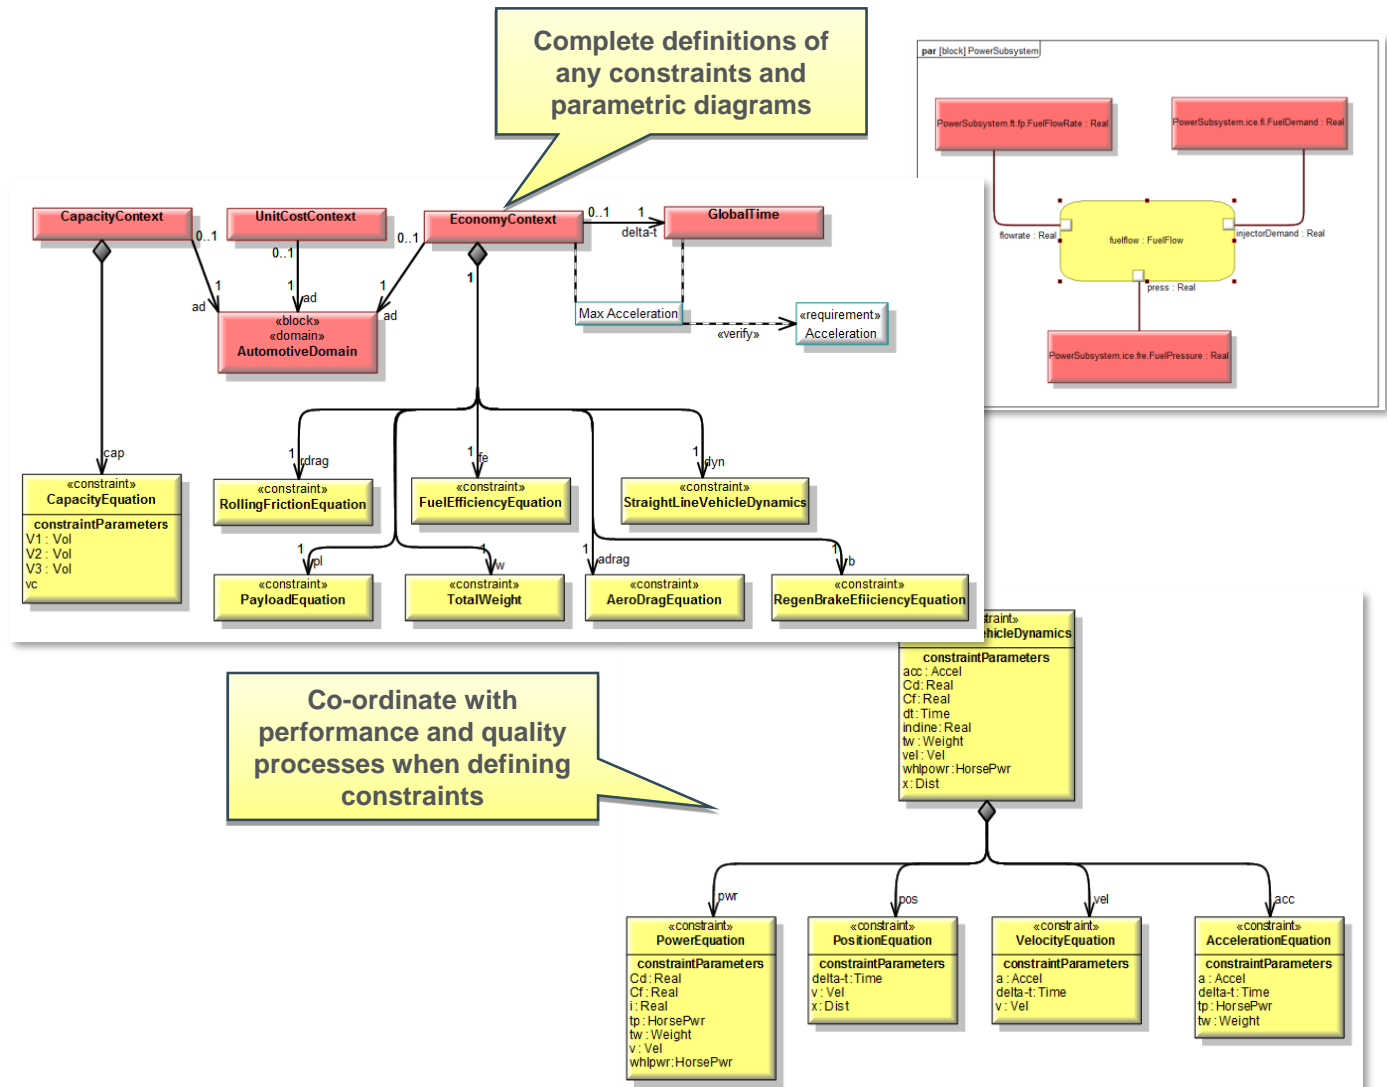 Complete definitions of
any constraints and
parametric diagrams
par [block] PowerSubsystem
PowerSubsystem.ft.fp.FuelFlowRate : Real
PowerSubsystem.ice.fi.FuelDemand : Real
flowrate : Real
fuelflow : FuelFlow
injectorDemand : Real
press : Real
PowerSubsystem.ice.fre.FuelPressure : Real
CapacityContext
UnitCostContext
EconomyContext
GlobalTime
0..1
0..1
0..1
0..1
1
delta-t
1
1
1
1
ad
ad
ad
«block»
«domain»
AutomotiveDomain
Max Acceleration
«verify»
«requirement»
Acceleration
cap
1
rdrag
1
fe
1
dyn
«constraint»
CapacityEquation
constraintParameters
V1 : Vol
V2 : Vol
V3 : Vol
vc
«constraint»
RollingFrictionEquation
«constraint»
FuelEfficiencyEquation
«constraint»
StraightLineVehicleDynamics
1
pl
1
w
1
adrag
1
b
«constraint»
PayloadEquation
«constraint»
TotalWeight
«constraint»
AeroDragEquation
«constraint»
RegenBrakeEfiiciencyEquation
straint»
ehicleDynamics
constraintParameters
acc : Accel
Cd : Real
Cf : Real
dt : Time
incline : Real
tw : Weight
vel : Vel
whlpowr : HorsePwr
x : Dist
Co-ordinate with
performance and quality
processes when defining
constraints
pwr
pos
vel
acc
«constraint»
PowerEquation
constraintParameters
Cd : Real
Cf : Real
i : Real
tp : HorsePwr
tw : Weight
v : Vel
whlpwr : HorsePwr
«constraint»
PositionEquation
constraintParameters
delta-t : Time
v : Vel
x : Dist
«constraint»
VelocityEquation
constraintParameters
a : Accel
delta-t : Time
v : Vel
«constraint»
AccelerationEquation
constraintParameters
a : Accel
delta-t : Time
tp : HorsePwr
tw : Weight